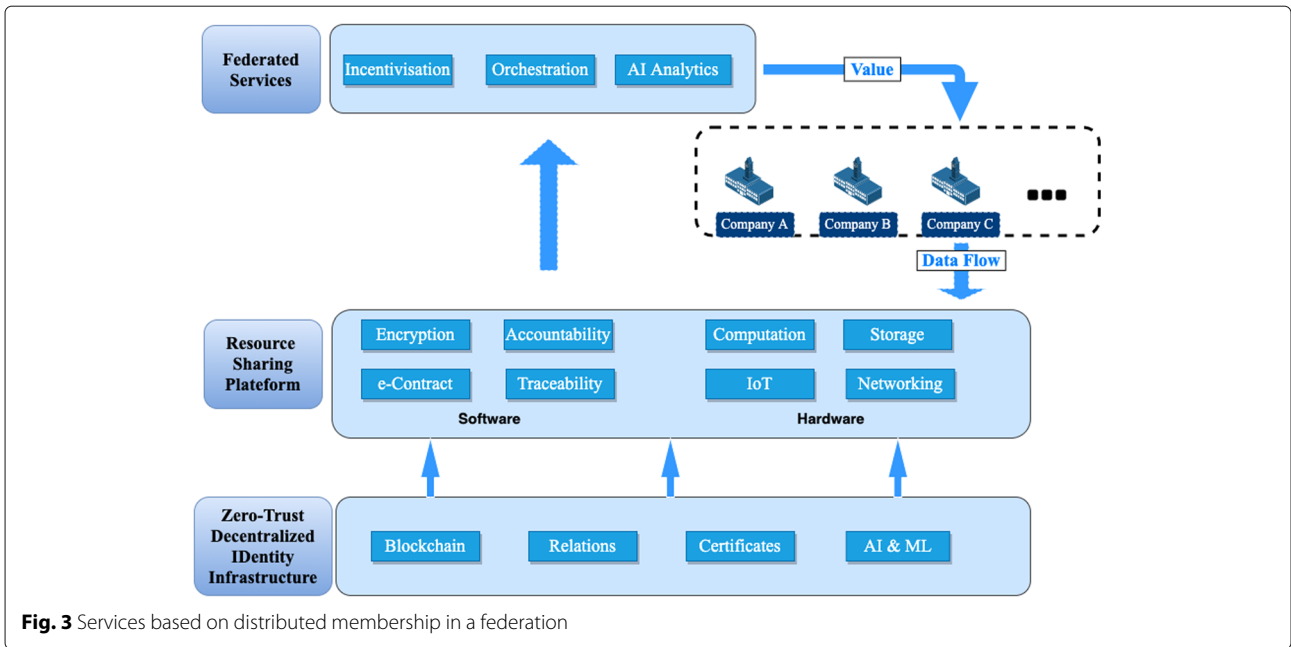 Federated
Services
Incentivisation
Orchestration
AI Analytics
Value
Company A
Company B
Company C
Data Flow
Resource
Sharing
Plateform
Encryption
Accountability
Computation
Storage
e-Contract
Traceability
IoT
Networking
Software
Hardware
Zero-Trust
Decentralized
IDentity
Infrastructure
Blockchain
Relations
Certificates
AI & ML
Fig. 3 Services based on distributed membership in a federation